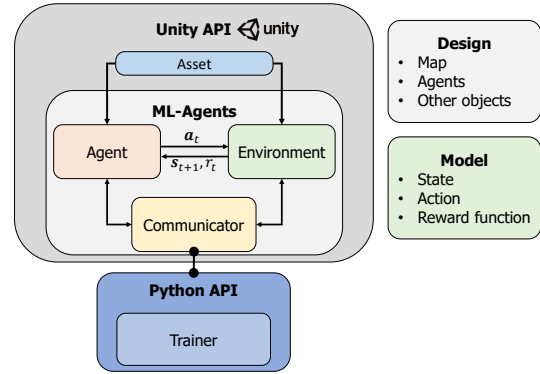 Unity API unity
Asset
ML-Agents
Agent
a_t
s_{t+1}, r_t
Environment
Communicator
Python API
Trainer
Design
• Map
• Agents
• Other objects
Model
• State
• Action
• Reward function